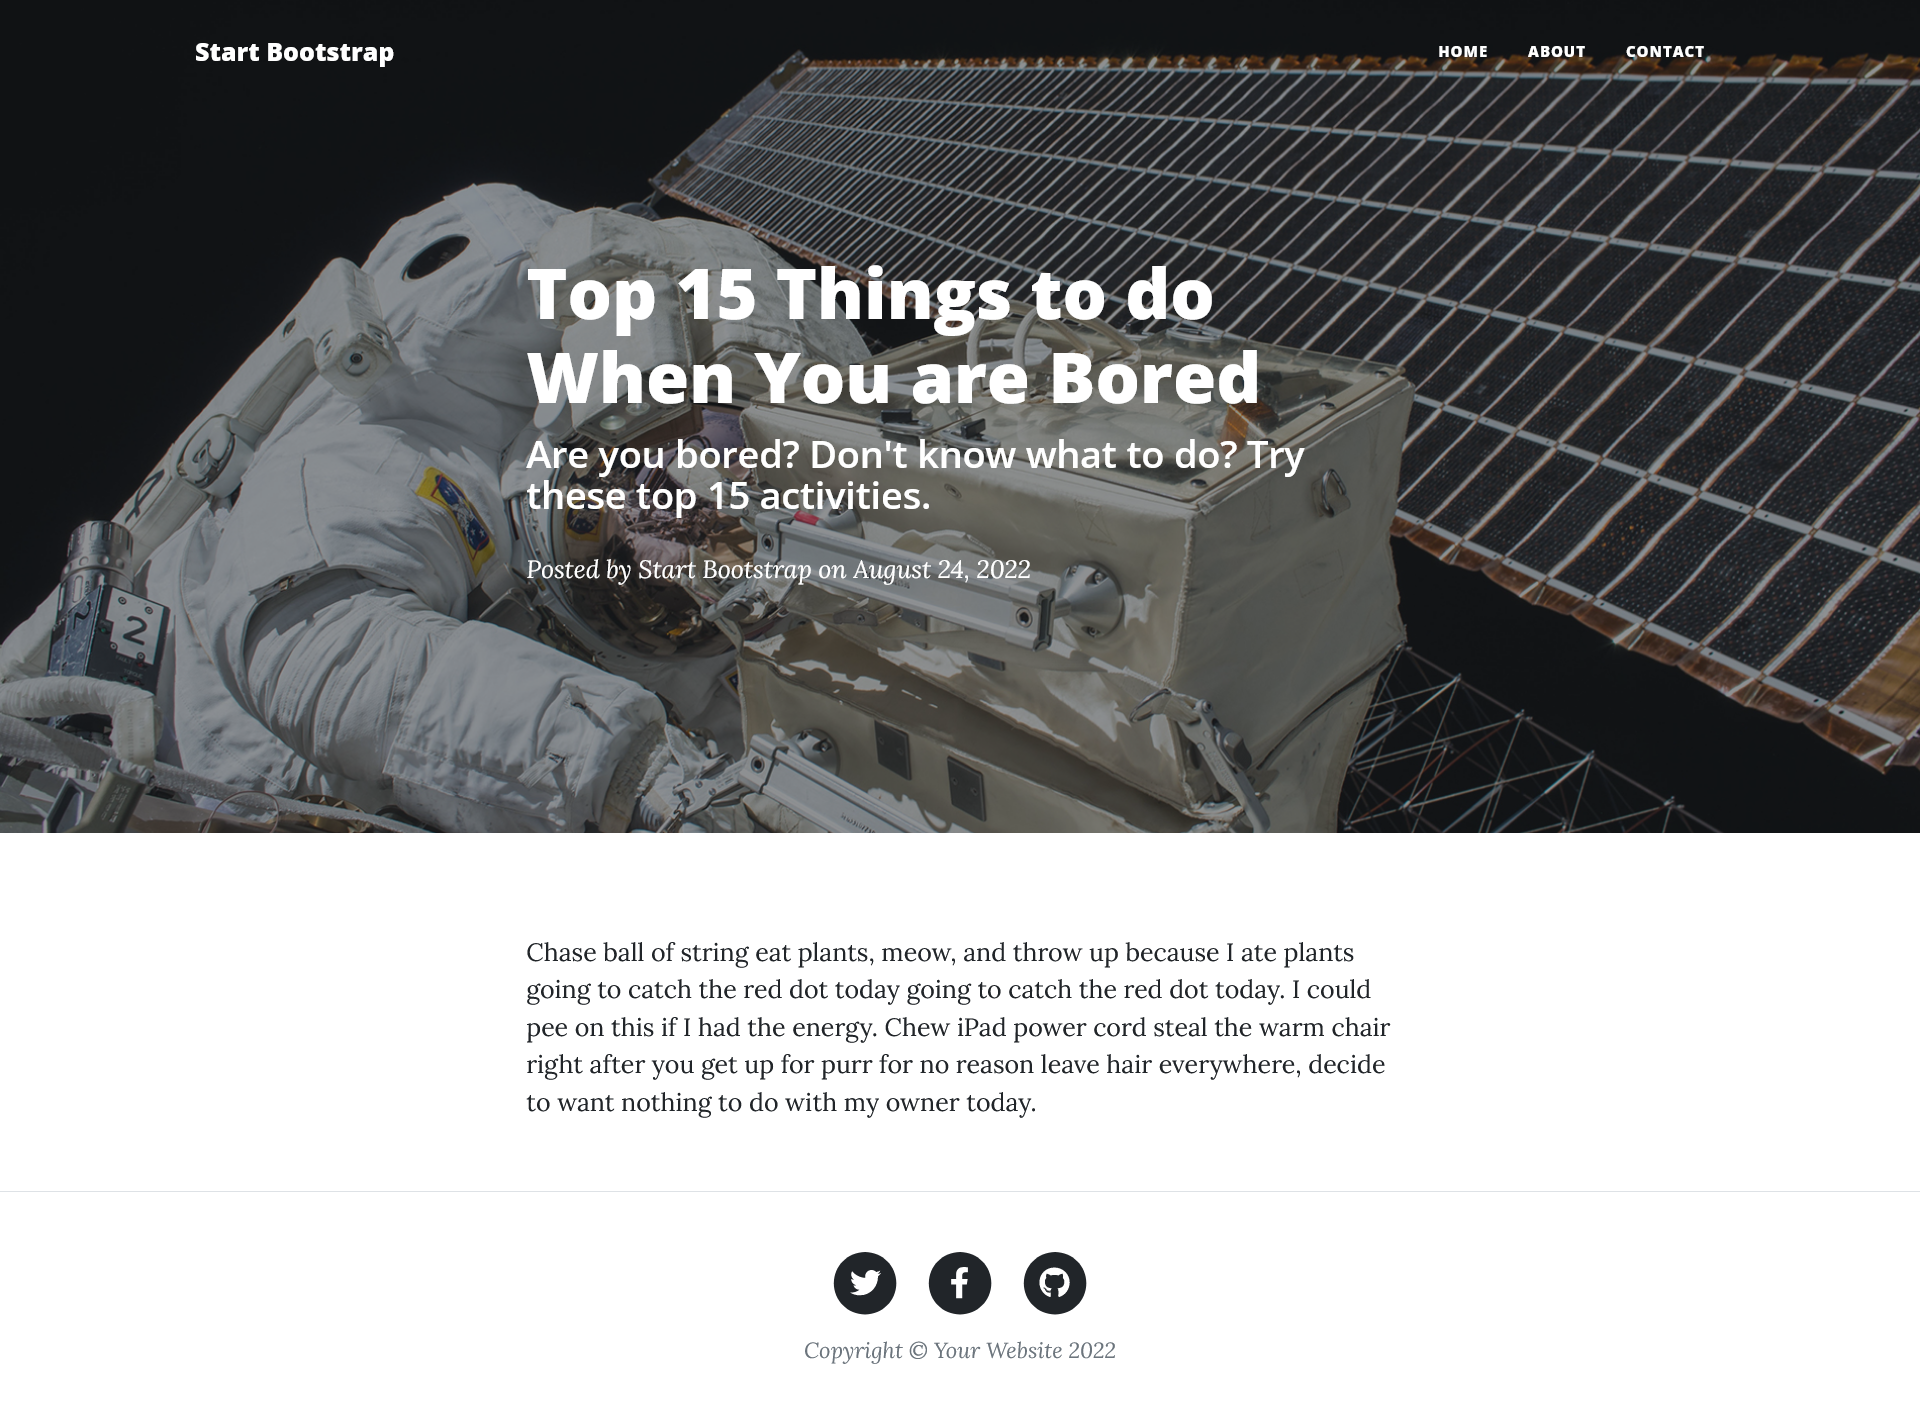 Start Bootstrap
HOME ABOUT CONTACT
Top 15 Things to do
When You are Bored
Are you bored? Don't know what to do? Try
these top 15 activities.
Posted by Start Bootstrap on August 24, 2022
2
Chase ball of string eat plants, meow, and throw up because I ate plants
going to catch the red dot today going to catch the red dot today. I could
pee on this if I had the energy. Chew iPad power cord steal the warm chair
right after you get up for purr for no reason leave hair everywhere, decide
to want nothing to do with my owner today.
Copyright © Your Website 2022